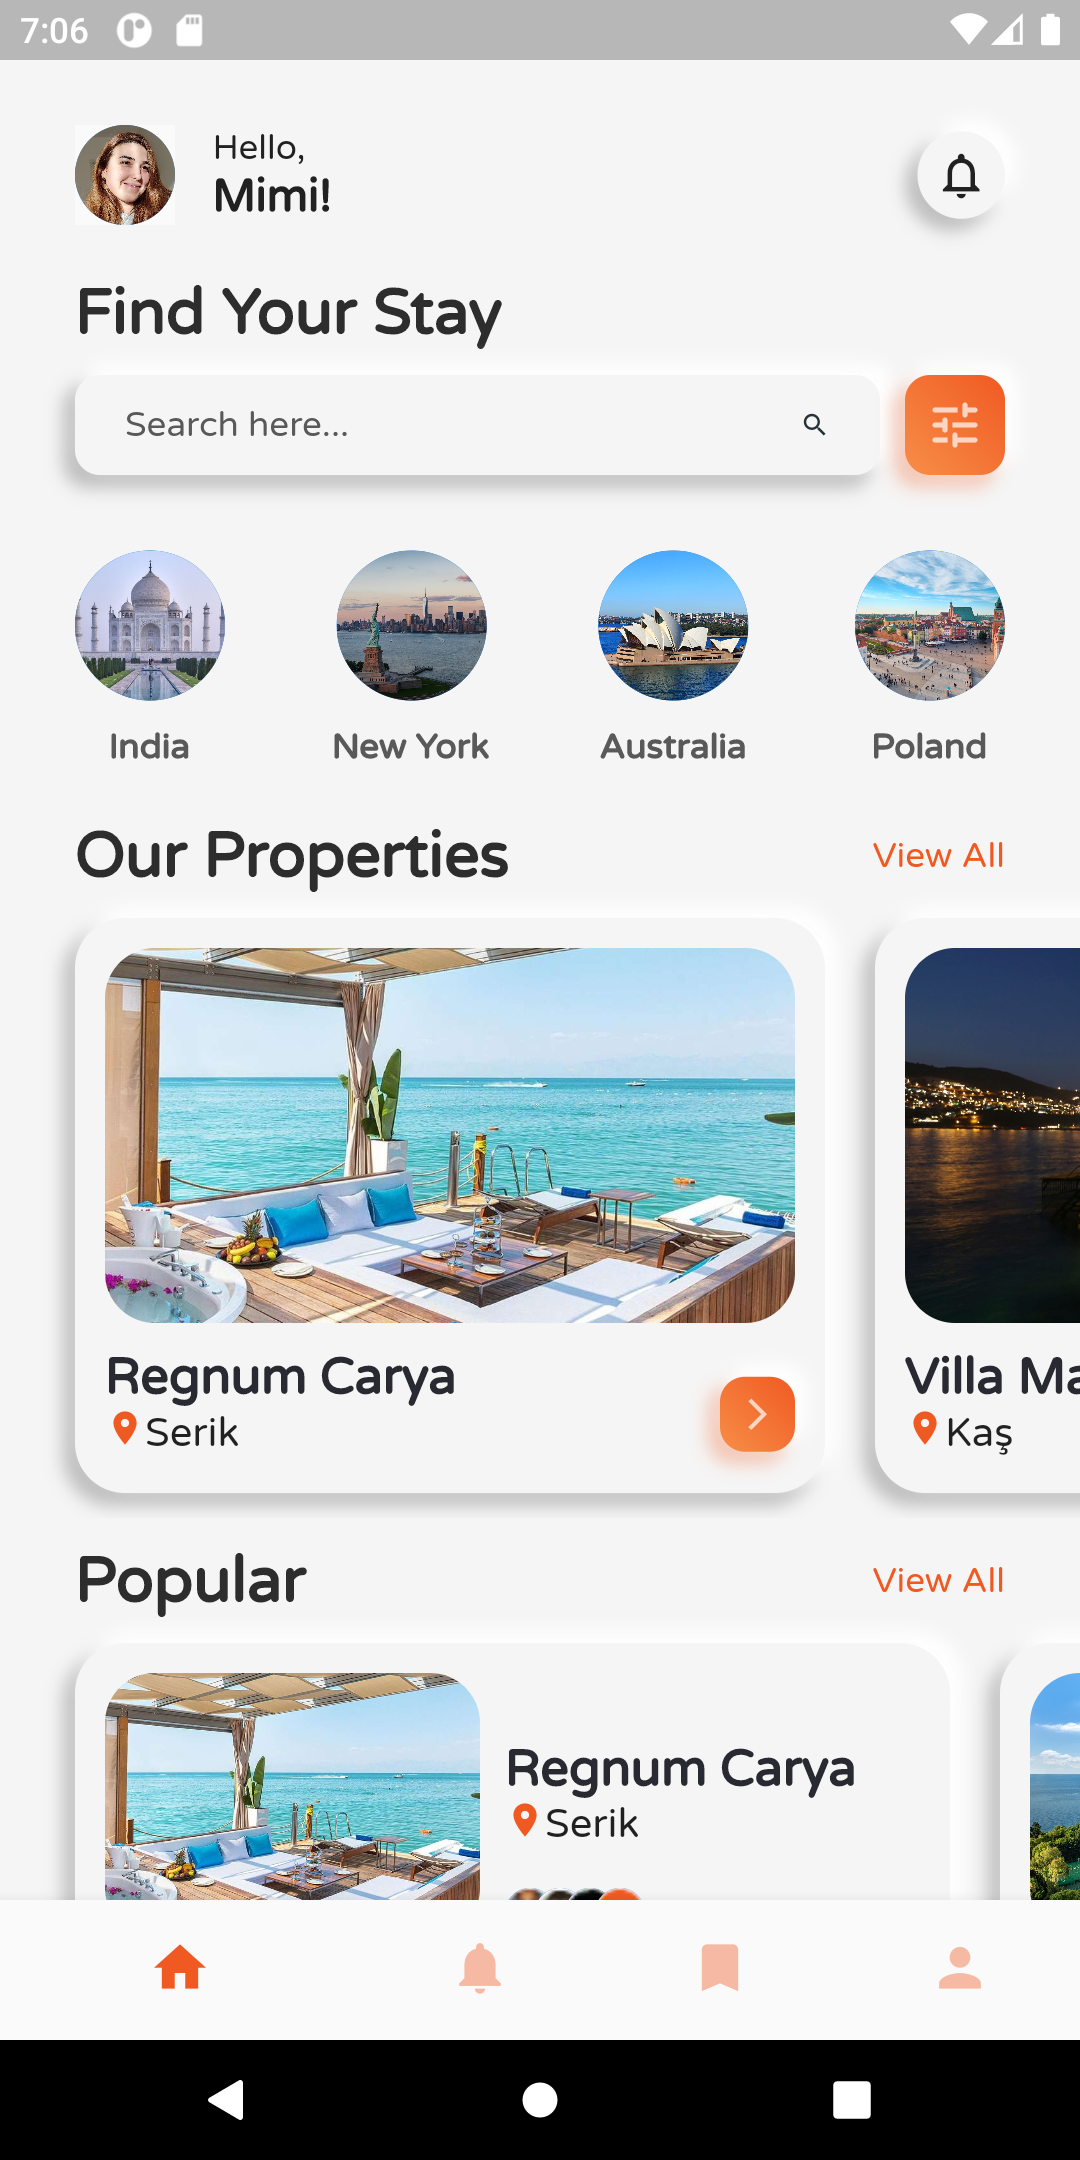 7:06
Hello,
Mimi!
Find Your Stay
Search here...
India
New York
Australia
Poland
Our Properties
View All
Regnum Carya
Serik
Villa Ma
Kaş
Popular
View All
Regnum Carya
Serik